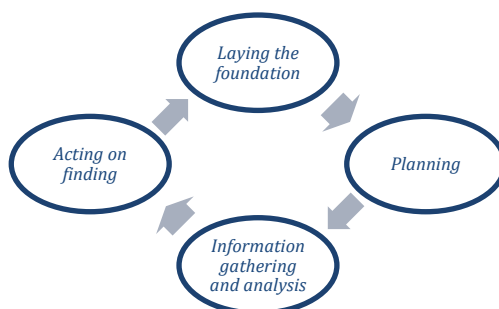 Laying the
foundation
Planning
Information
gathering
and analysis
Acting on
finding